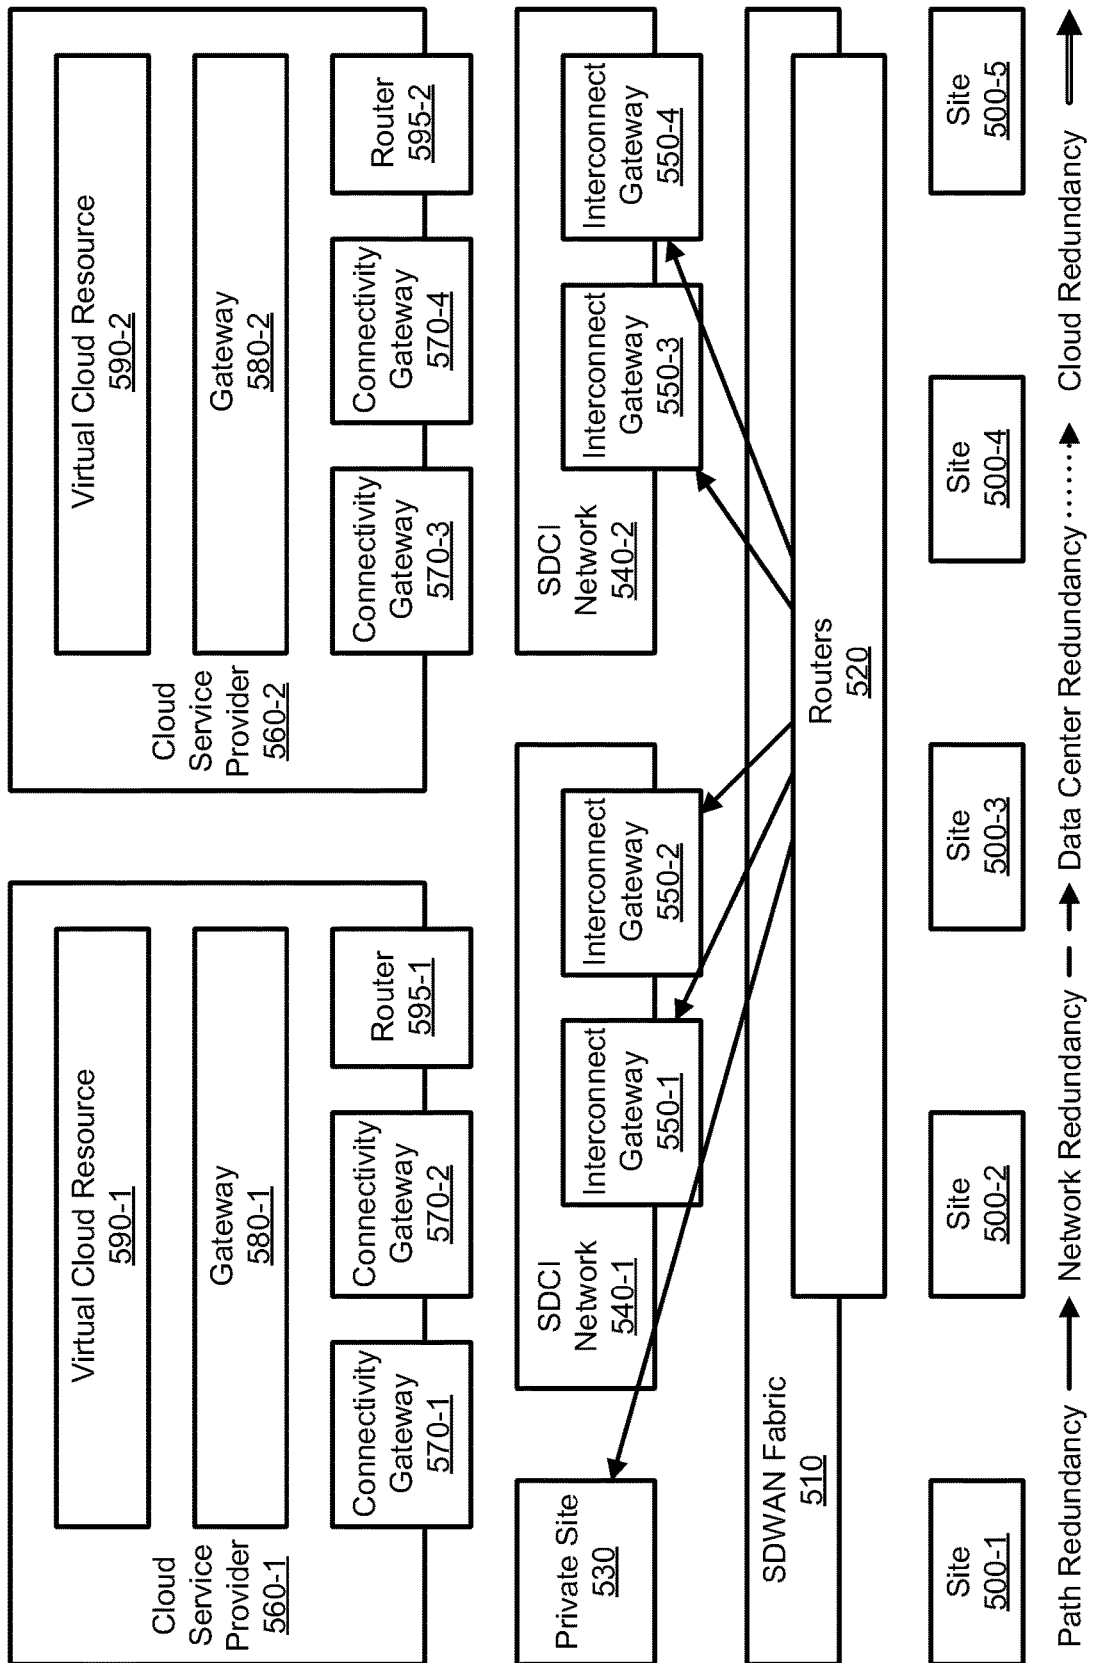 Virtual Cloud Resource
590-1
Gateway
580-1
Cloud
Service
Provider
560-1
Connectivity
Gateway
570-1
Connectivity
Gateway
570-2
Router
595-1
Virtual Cloud Resource
590-2
Gateway
580-2
Cloud
Service
Provider
560-2
Connectivity
Gateway
570-3
Connectivity
Gateway
570-4
Router
595-2
Private Site
530
SDCI
Network
540-1
Interconnect
Gateway
550-1
Interconnect
Gateway
550-2
SDCI
Network
540-2
Interconnect
Gateway
550-3
Interconnect
Gateway
550-4
SDWAN Fabric
510
Routers
520
Site
500-1
Site
500-2
Site
500-3
Site
500-4
Site
500-5
Path Redundancy
Network Redundancy
Data Center Redundancy
Cloud Redundancy